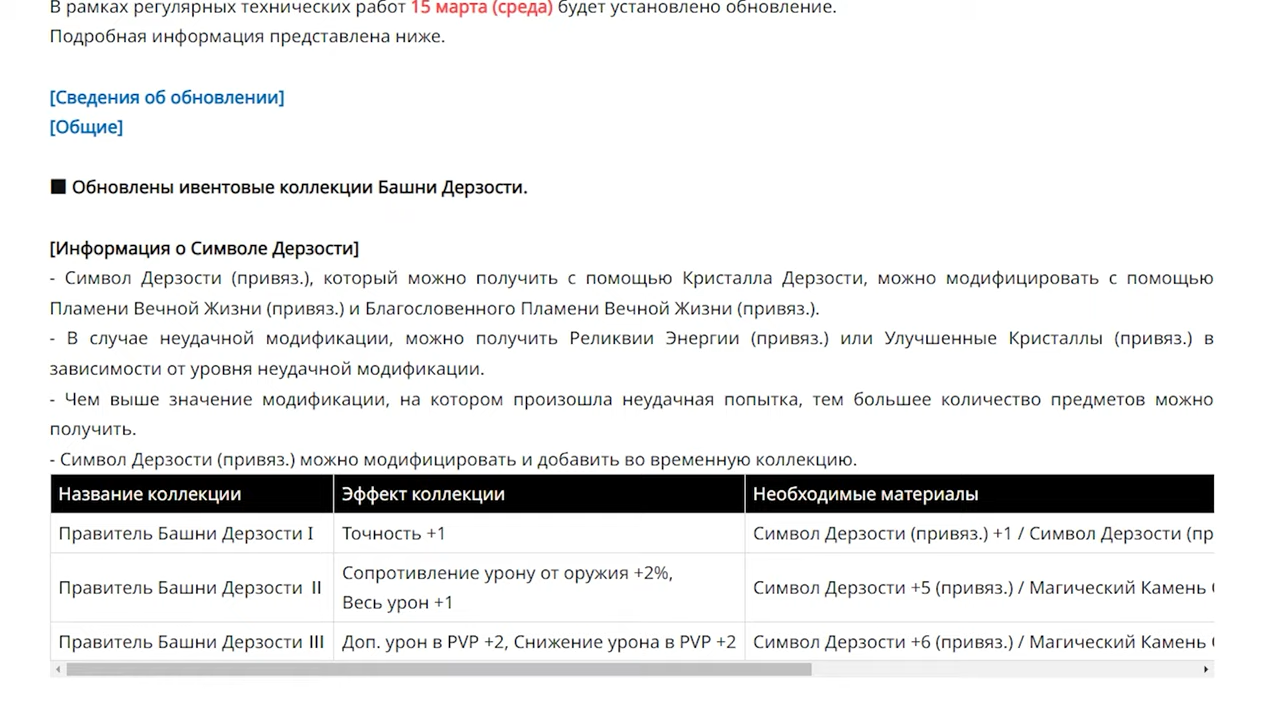 В рамках регулярных технических работ 15 марта (среда) будет установлено обновление.
Подробная информация представлена ниже.
[Сведения об обновлении]
[Общие]
■ Обновлены ивентовые коллекции Башни Дерзости.
[Информация о Символе Дерзости]
- Символ Дерзости (привяз.), который можно получить с помощью Кристалла Дерзости, можно модифицировать с помощью
Пламени Вечной Жизни (привяз.) и Благословенного Пламени Вечной Жизни (привяз.).
- В случае неудачной модификации, можно получить Реликвии Энергии (привяз.) или Улучшенные Кристаллы (привяз.) в
зависимости от уровня неудачной модификации.
- Чем выше значение модификации, на котором произошла неудачная попытка, тем большее количество предметов можно
получить.
- Символ Дерзости (привяз.) можно модифицировать и добавить во временную коллекцию.
Название коллекции Эффект коллекции Необходимые материалы
Правитель Башни Дерзости I Точность +1 Символ Дерзости (привяз.) +1 / Символ Дерзости (пр
Правитель Башни Дерзости II Сопротивление урону от оружия +2%,
Весь урон +1 Символ Дерзости +5 (привяз.) / Магический Камень
Правитель Башни Дерзости III Доп. урон в PVP +2, Снижение урона в PVP +2 Символ Дерзости +6 (привяз.) / Магический Камень